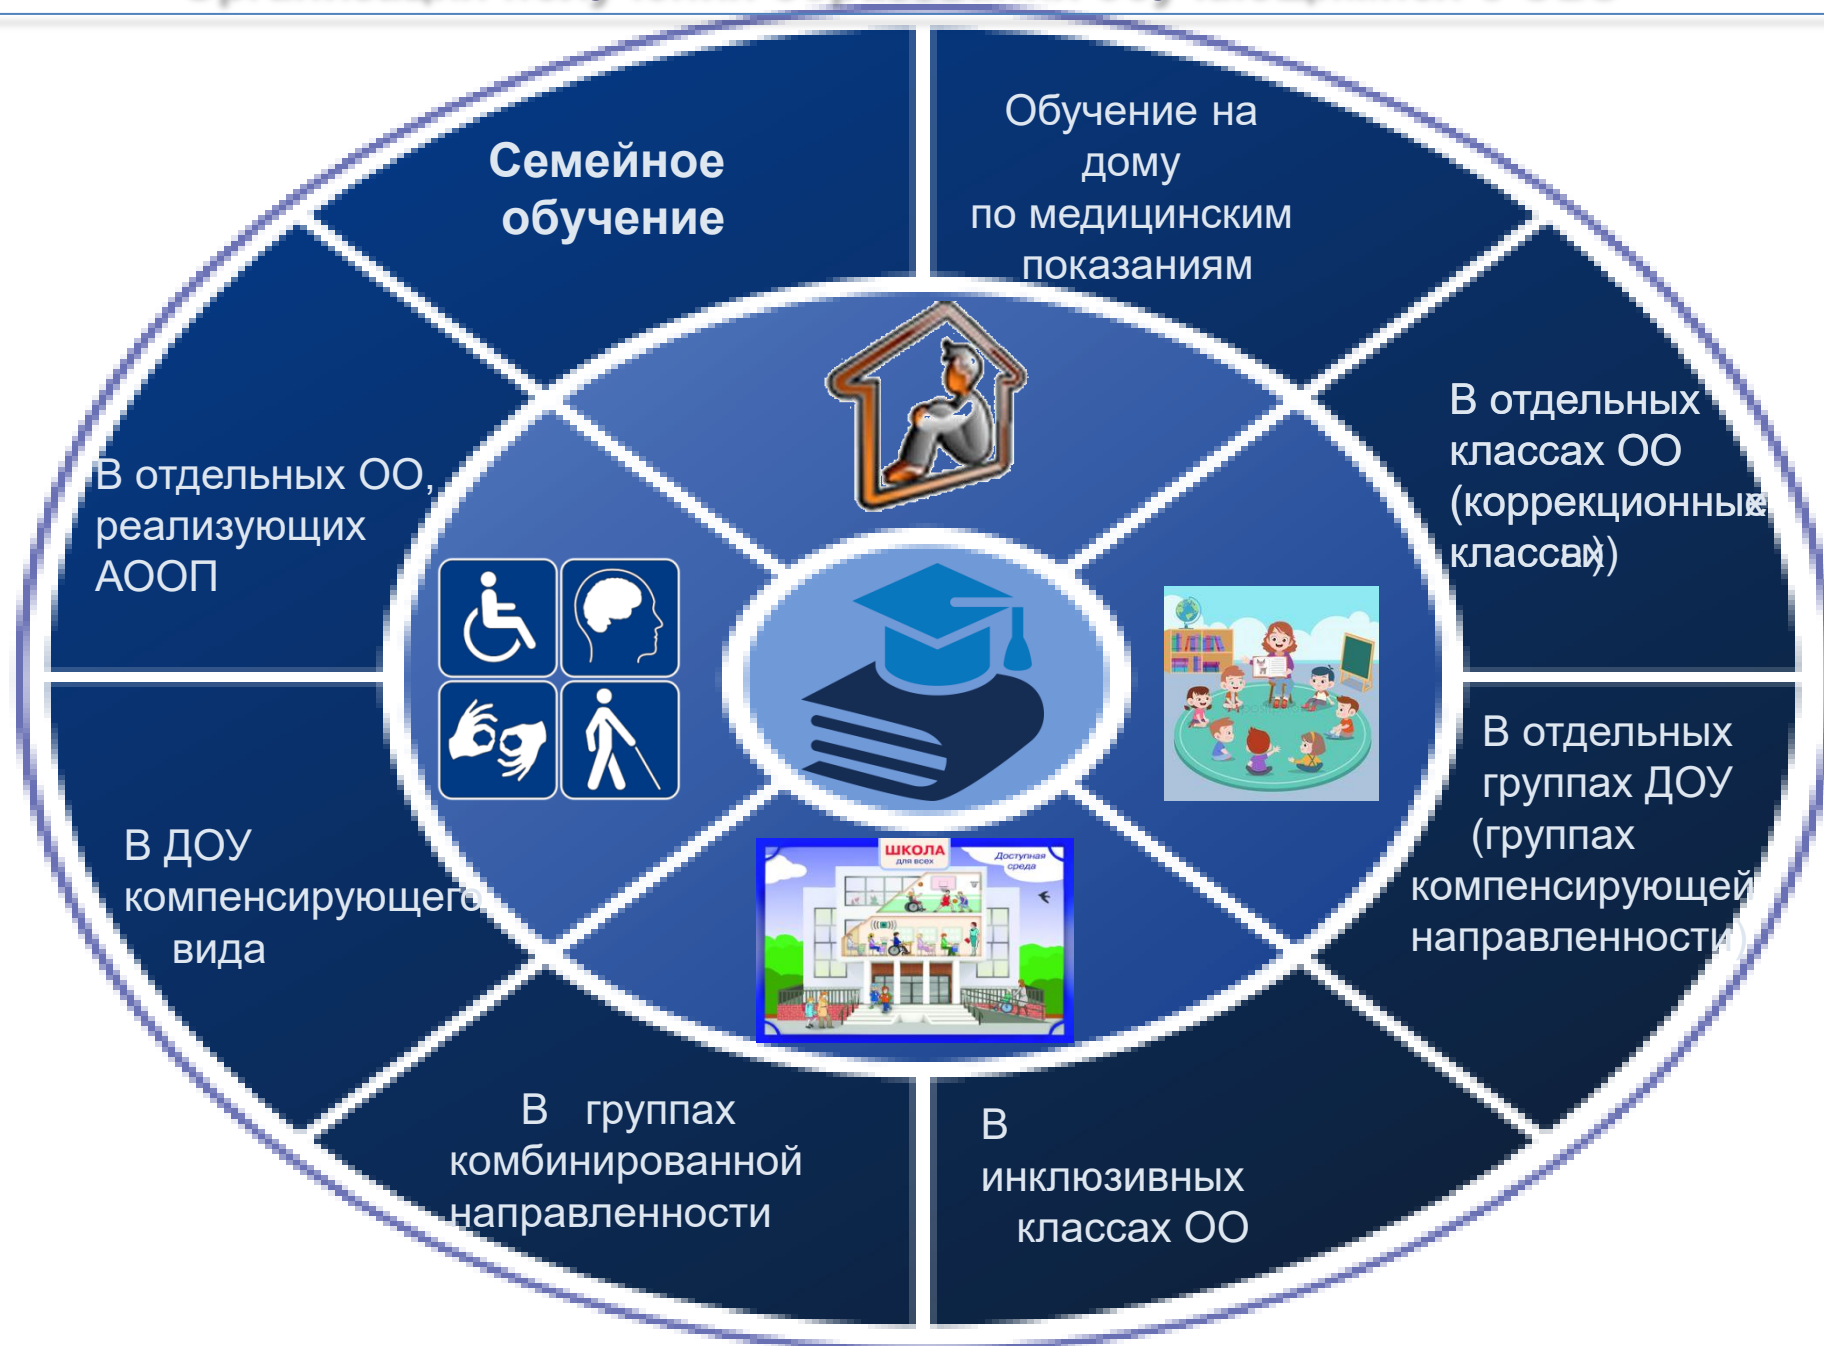 Семейное
обучение
Обучение на
дому
по медицинским
показаниям
В отдельных
классах ОО
(коррекционных
классах)
В отдельных
группах ДОУ
(группах
компенсирующей
направленности)
В
инклюзивных
классах ОО
В группах
комбинированной
направленности
В ДОУ
компенсирующего
вида
В отдельных ОО,
реализующих
АООП
ШКОЛА
для всех
Доступная
среда